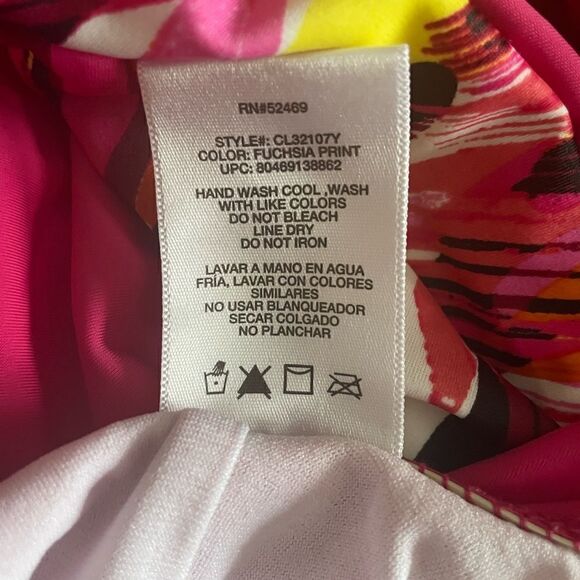 RN#52469
STYLE#: CL32107Y
COLOR: FUCHSIA PRINT
UPC: 80469138862
HAND WASH COOL ,WASH
WITH LIKE COLORS
DO NOT BLEACH
LINE DRY
DO NOT IRON
LAVAR A MANO EN AGUA
FRÍA, LAVAR CON COLORES
SIMILARES
NO USAR BLANQUEADOR
SECAR COLGADO
NO PLANCHAR